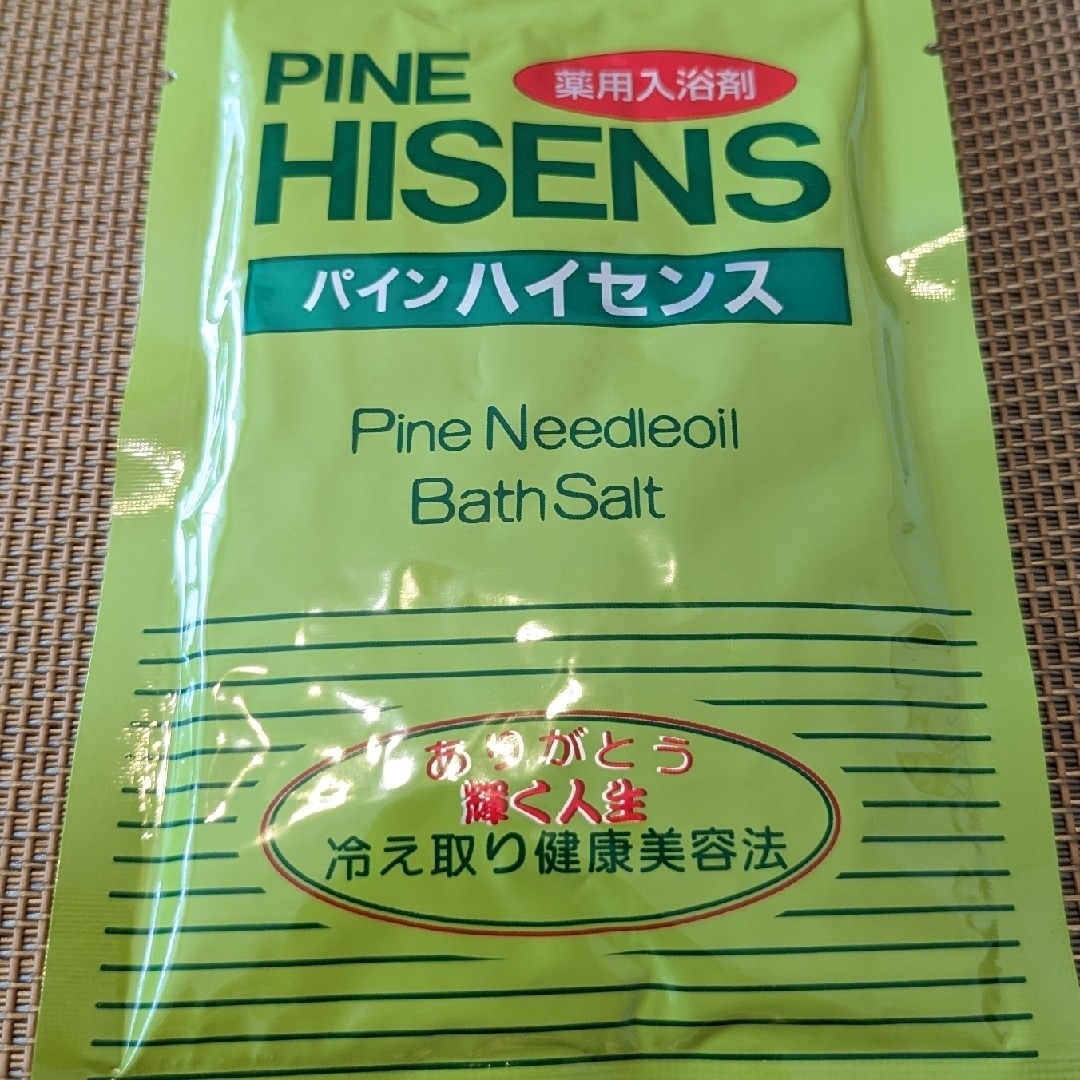 PINE
薬用入浴剤
HISENS
パインハイセンス
Pine Needleoil
Bath Salt
ありがとう
輝く人生
冷え取り健康美容法